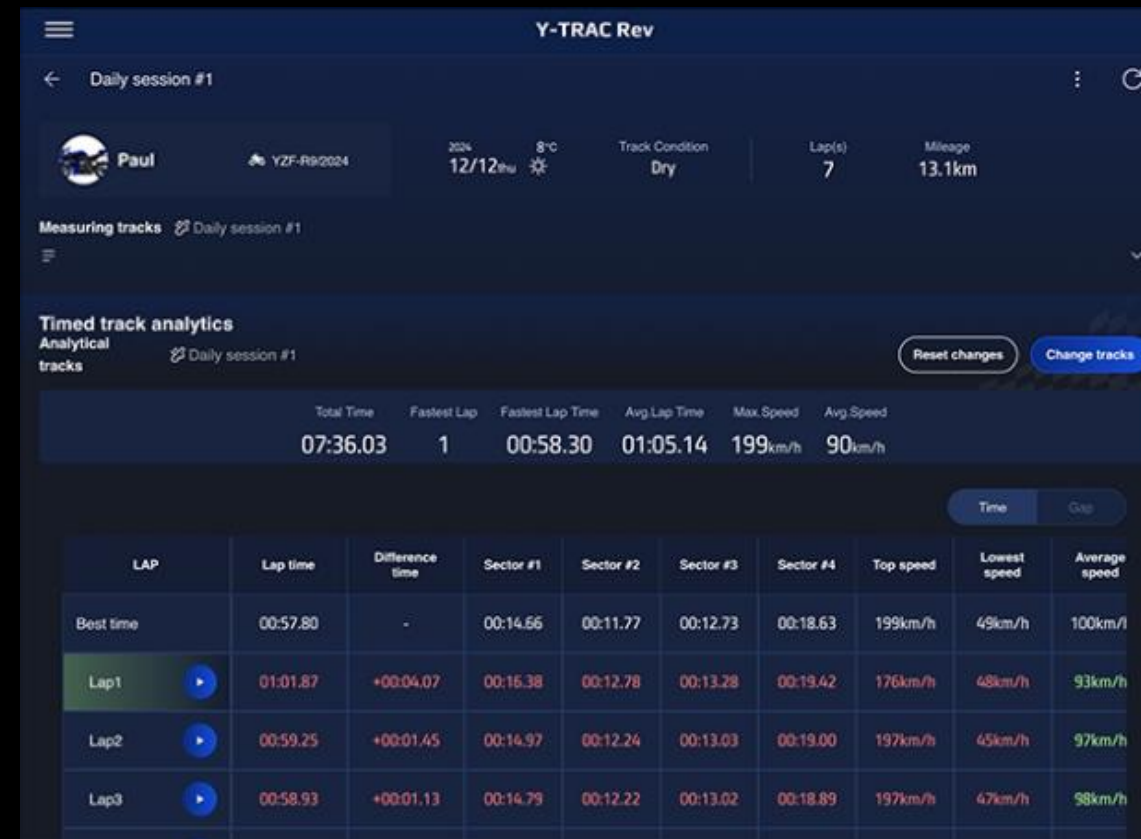 Y-TRAC Rev
Daily session #1
Paul
YZF-R9/2024
2024 8°C
12/12thu
Track Condition
Dry
Lap(s)
7
Mileage
13.1km
Measuring tracks Daily session #1
Timed track analytics
Analytical tracks Daily session #1
Reset changes
Change tracks
Total Time Fastest Lap Fastest Lap Time Avg.Lap Time Max.Speed Avg.Speed
07:36.03 1 00:58.30 01:05.14 199km/h 90km/h
Time Gap
LAP Lap time Difference time Sector #1 Sector #2 Sector #3 Sector #4 Top speed Lowest speed Average speed
Best time 00:57.80 - 00:14.66 00:11.77 00:12.73 00:18.63 199km/h 49km/h 100km/h
Lap1 01:01.87 +00:04.07 00:16.38 00:12.78 00:13.28 00:19.42 176km/h 48km/h 93km/h
Lap2 00:59.25 +00:01.45 00:14.97 00:12.24 00:13.03 00:19.00 197km/h 45km/h 97km/h
Lap3 00:58.93 +00:01.13 00:14.79 00:12.22 00:13.02 00:18.89 197km/h 47km/h 98km/h